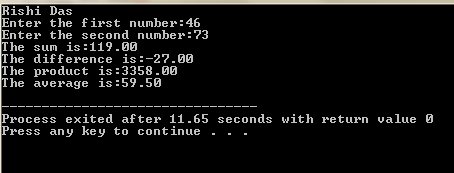 Rishi Das
Enter the first number:46
Enter the second number:73
The sum is:119.00
The difference is:-27.00
The product is:3358.00
The average is:59.50
--------------------------------
Process exited after 11.65 seconds with return value 0
Press any key to continue . . .